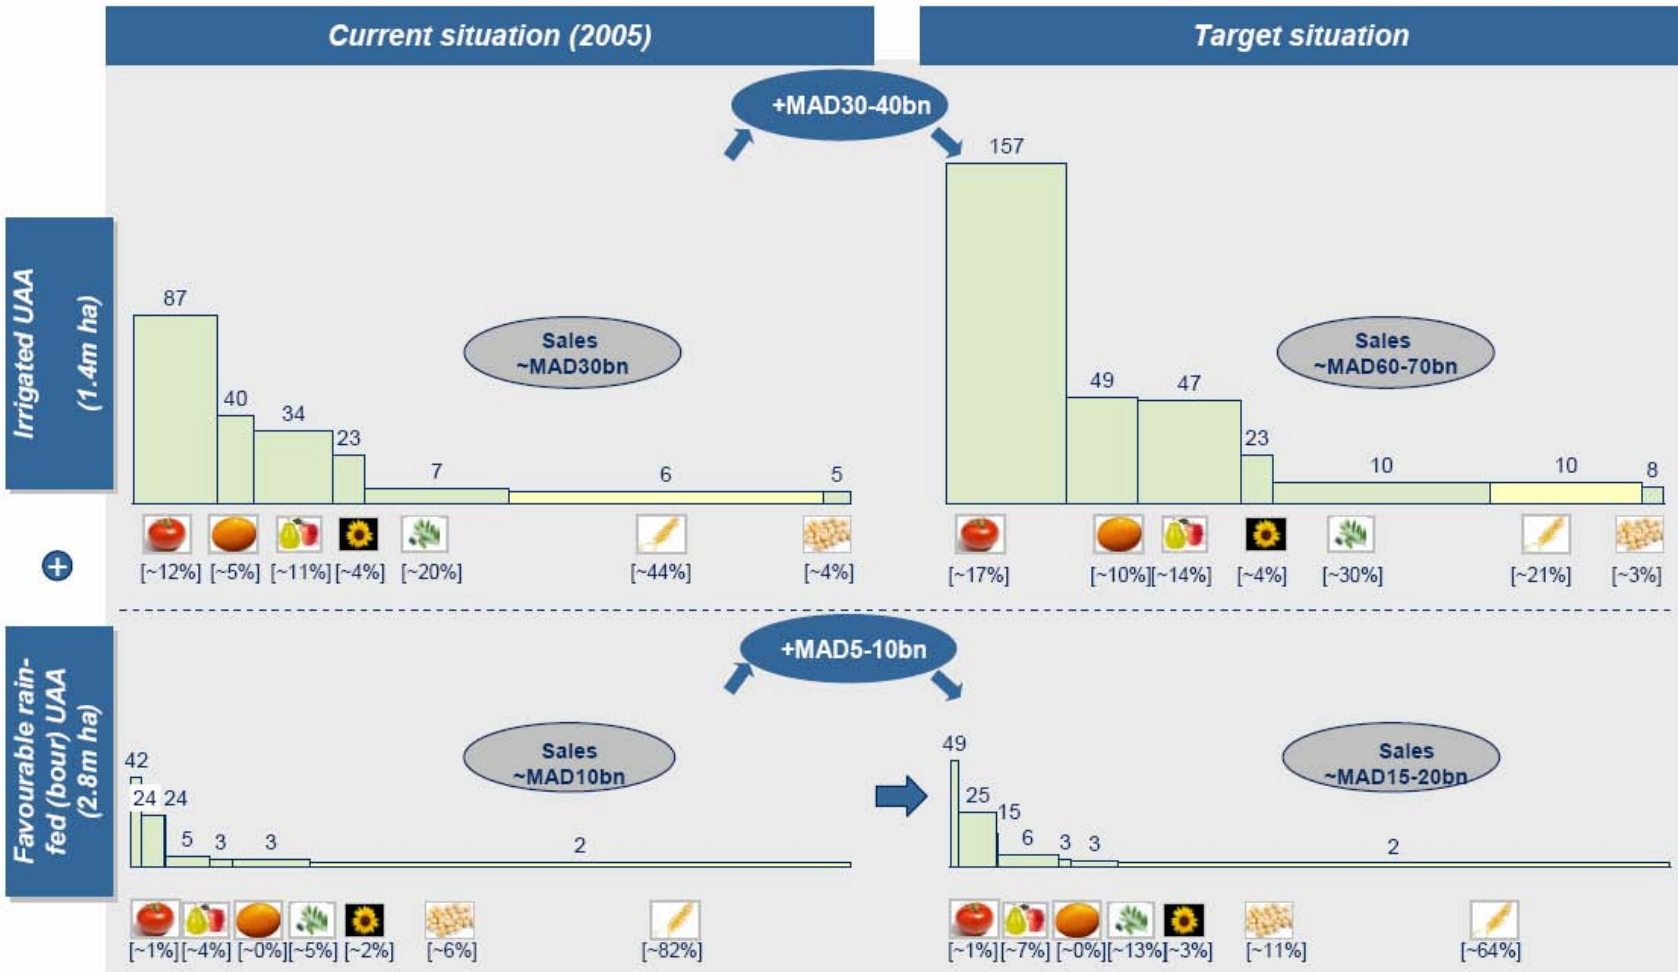 Current situation (2005)
Target situation
+MAD30-40bn
Irrigated UAA
(1.4m ha)
87
40
34
23
7
6
5
Sales
~MAD30bn
157
49
47
23
10
10
8
Sales
~MAD60-70bn
[~12%] [~5%] [~11%] [~4%] [~20%] [~44%] [~4%]
[~17%] [~10%] [~14%] [~4%] [~30%] [~21%] [~3%]
+
+MAD5-10bn
Favourable rain-
fed (bour) UAA
(2.8m ha)
42
24 24
5
3
3
2
Sales
~MAD10bn
49
25
15
6
3
3
2
Sales
~MAD15-20bn
[~1%] [~4%] [~0%] [~5%] [~2%] [~6%] [~82%]
[~1%] [~7%] [~0%] [~13%] [~3%] [~11%] [~64%]